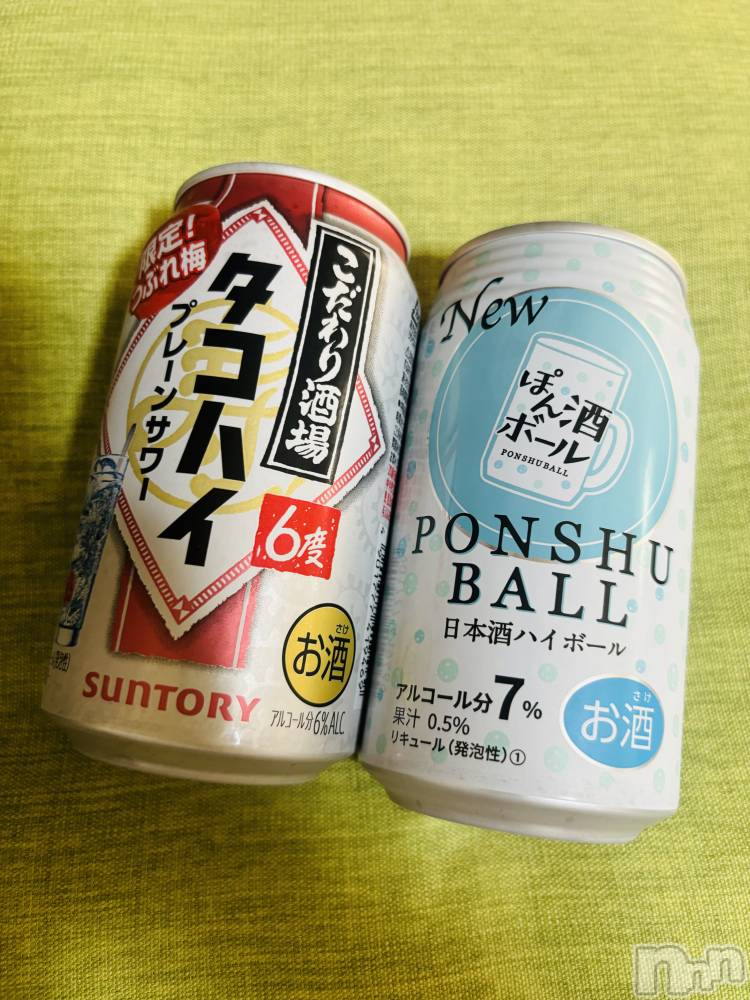 限定!
つぶれ梅
こだわり酒場
タコハイ
プレーンサワー
6度
お酒
さけ
SUNTORY
アルコール分6%ALC
New
ぽん酒
ボール
PONSHUBALL
PONSHU
BALL
日本酒ハイボール
アルコール分7%
果汁 0.5%
リキュール(発泡性)①
さけ
お酒